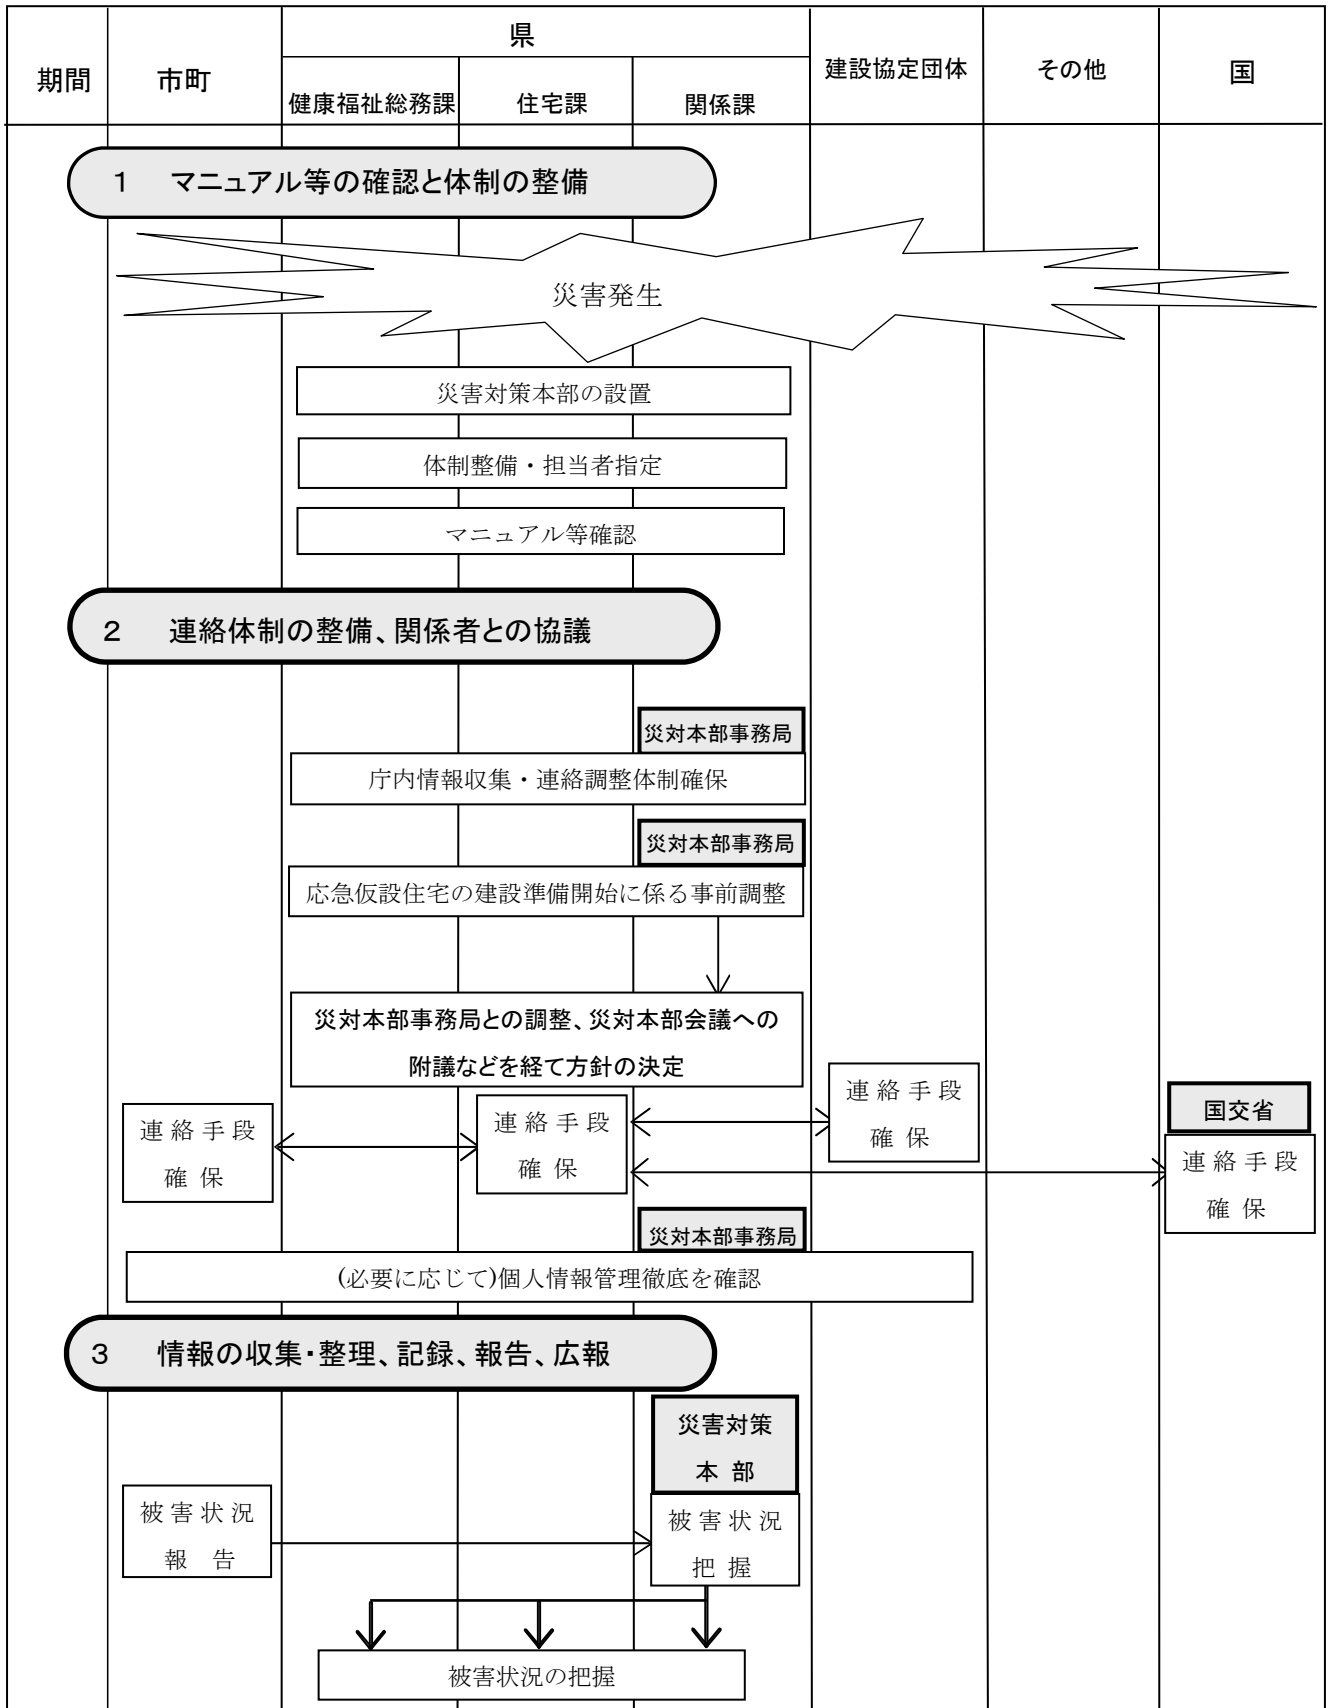 県
期間
市町
建設協定団体
その他
国
健康福祉総務課
住宅課
関係課
1 マニュアル等の確認と体制の整備
災害発生
災害対策本部の設置
体制整備・担当者指定
マニュアル等確認
2 連絡体制の整備、関係者との協議
災対本部事務局
庁内情報収集・連絡調整体制確保
災対本部事務局
応急仮設住宅の建設準備開始に係る事前調整
災対本部事務局との調整、災対本部会議への
附議などを経て方針の決定
連絡手段
確保
連絡手段
確保
連絡手段
確保
国交省
連絡手段
確保
災対本部事務局
(必要に応じて)個人情報管理徹底を確認
3 情報の収集・整理、記録、報告、広報
災害対策
本部
被害状況
報告
被害状況
把握
被害状況の把握